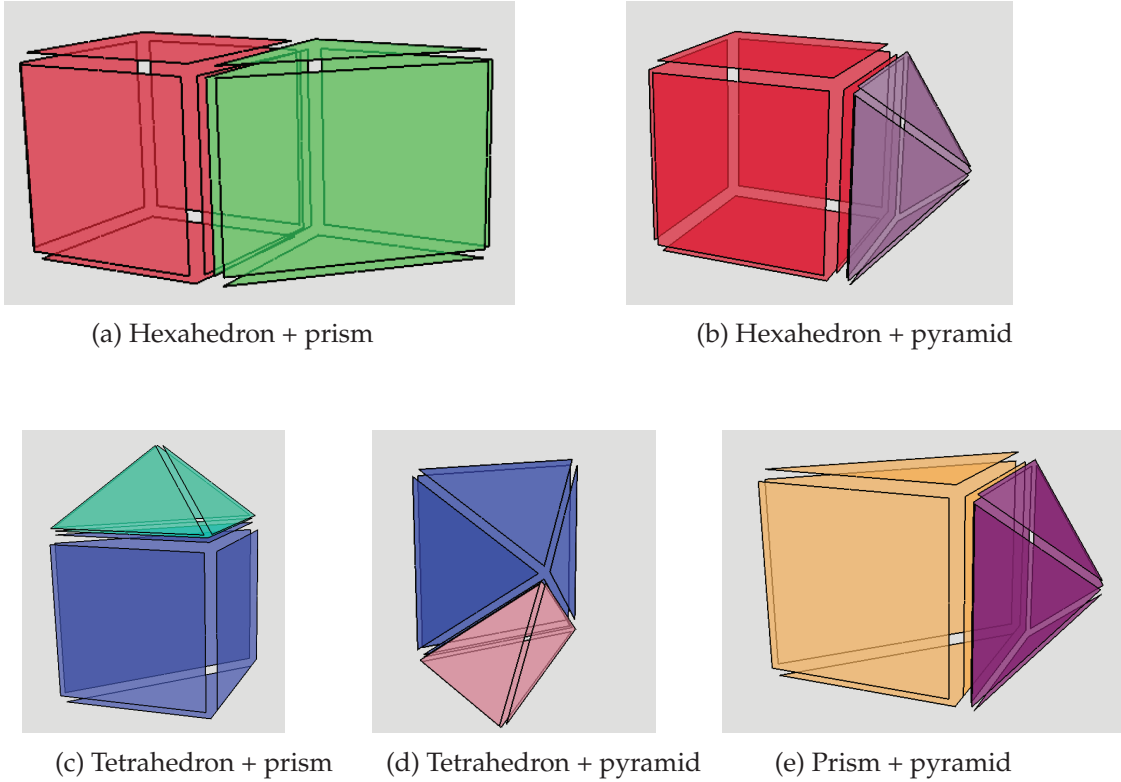 (a) Hexahedron + prism
(b) Hexahedron + pyramid
(c) Tetrahedron + prism
(d) Tetrahedron + pyramid
(e) Prism + pyramid